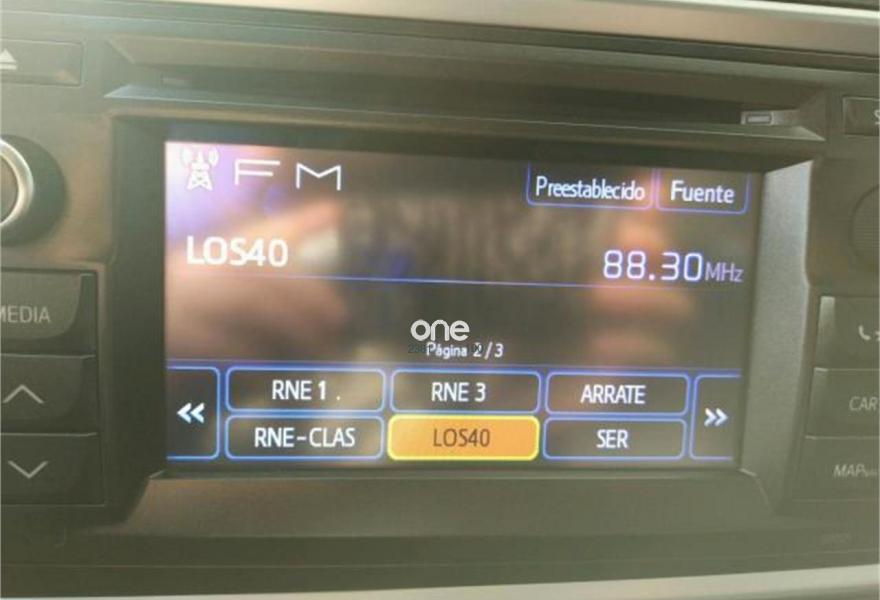 FM
Preestablecido Fuente
LOS40
88.30MHz
MEDIA
one
Página 2/3
<< RNE 1 . RNE 3 ARRATE >>
RNE-CLAS LOS40 SER
CAR
MAP